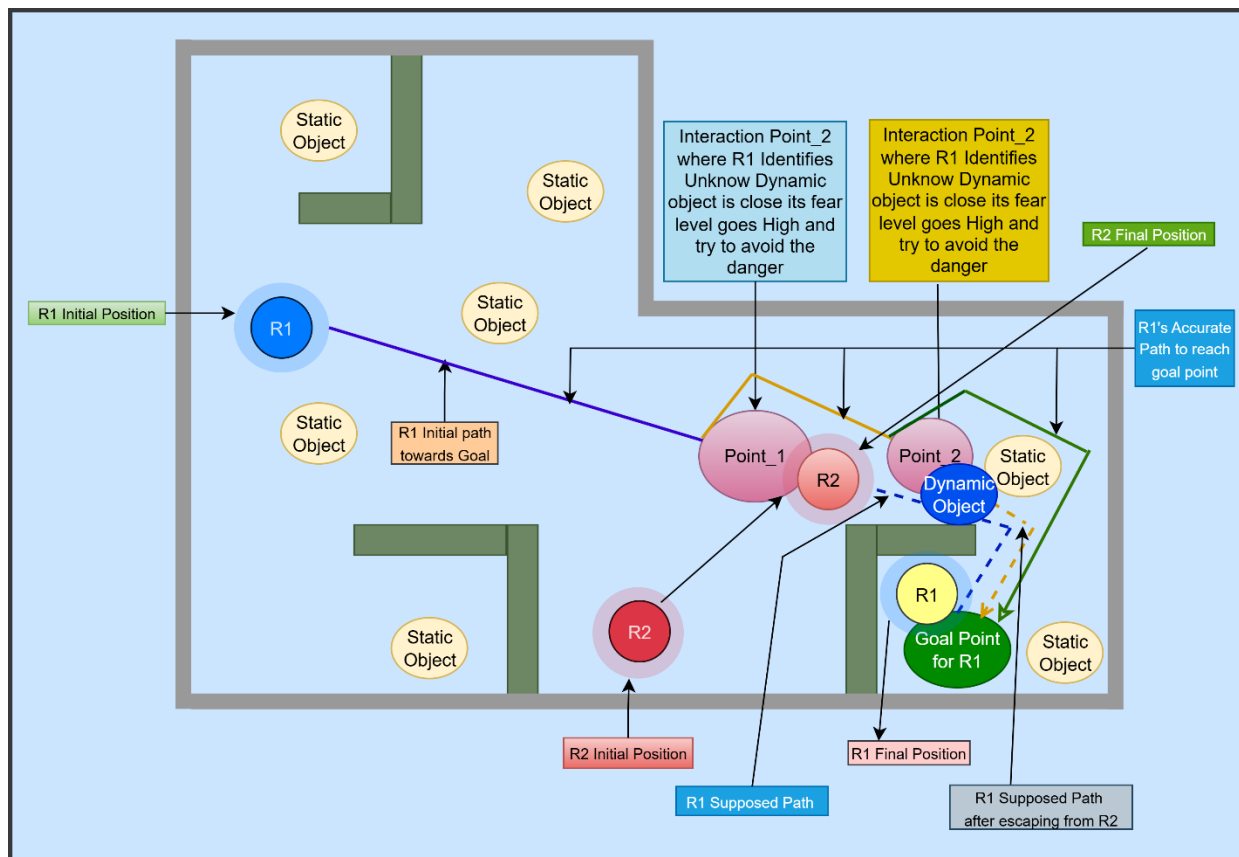 Static
Object
Static
Object
Interaction Point_2
where R1 Identifies
Unknow Dynamic
object is close its fear
level goes High and
try to avoid the
danger
Interaction Point_2
where R1 Identifies
Unknow Dynamic
object is close its fear
level goes High and
try to avoid the
danger
R2 Final Position
R1 Initial Position
R1
Static
Object
R1's Accurate
Path to reach
goal point
Static
Object
R1 Initial path
towards Goal
Point_1
R2
Point_2
Static
Object
Dynamic
Object
R1
R2
Static
Object
Goal Point
for R1
Static
Object
R2 Initial Position
R1 Final Position
R1 Supposed Path
R1 Supposed Path
after escaping from R2